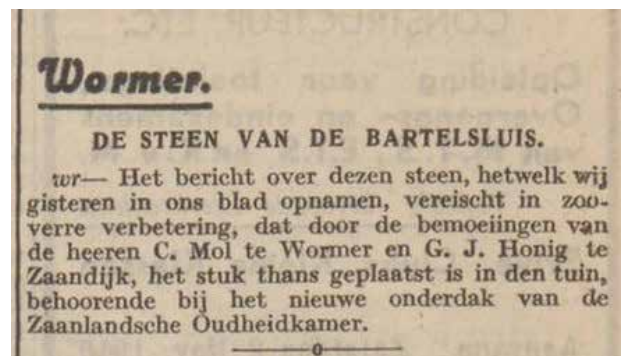 Wormer.
DE STEEN VAN DE BARTELSLUIS.
wr— Het bericht over dezen steen, hetwelk wij
gisteren in ons blad opnamen, vereischt in zoo-
verre verbetering, dat door de bemoeiingen van
de heeren C. Mol te Wormer en G. J. Honig te
Zaandijk, het stuk thans geplaatst is in den tuin,
behoorende bij het nieuwe onderdak van de
Zaanlandsche Oudheidkamer.